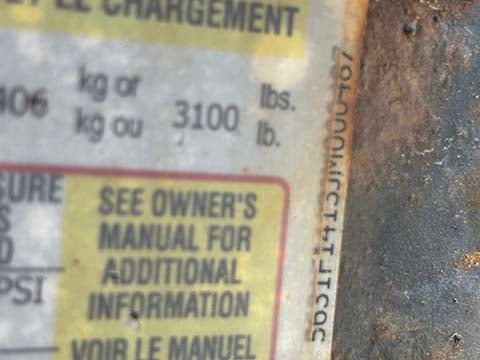 LE CHARGEMENT
406 kg or 3100 lbs.
kg ou lb.
SURE
PSI
SEE OWNER'S
MANUAL FOR
ADDITIONAL
INFORMATION
VOIR LE MANUEL